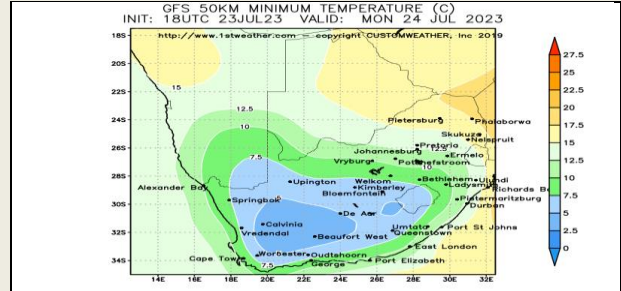 GFS 50KM MINIMUM TEMPERATURE (C)
INIT: 18UTC 23JUL23 VALID: MON 24 JUL 2023
http://www.1stweather.com — copyright CUSTOMWEATHER, Inc 2019
18S
20S
22S
24S
26S
28S
30S
32S
34S
15
12.5
10
7.5
12.5
10
7.5
Pietersburg
Phalaborwa
Skukuza
Nelspruit
Pretoria
Johannesburg
Ermelo
Vryburg
Potchefstroom
Bethlehem
Ulundi
Welkom
Ladysmith
Alexander Bay
Upington
Kimberley
Richards B
Bloemfontein
Springbok
Pietermaritzburg
Durban
De Aar
Calvinia
Umtata
Port St Johns
Vredendal
Beaufort West
Queenstown
East London
Worcester
Oudtshoorn
Cape Town
George
Port Elizabeth
14E 16E 18E 20E 22E 24E 26E 28E 30E 32E
27.5
25
22.5
20
17.5
15
12.5
10
7.5
5
2.5
0